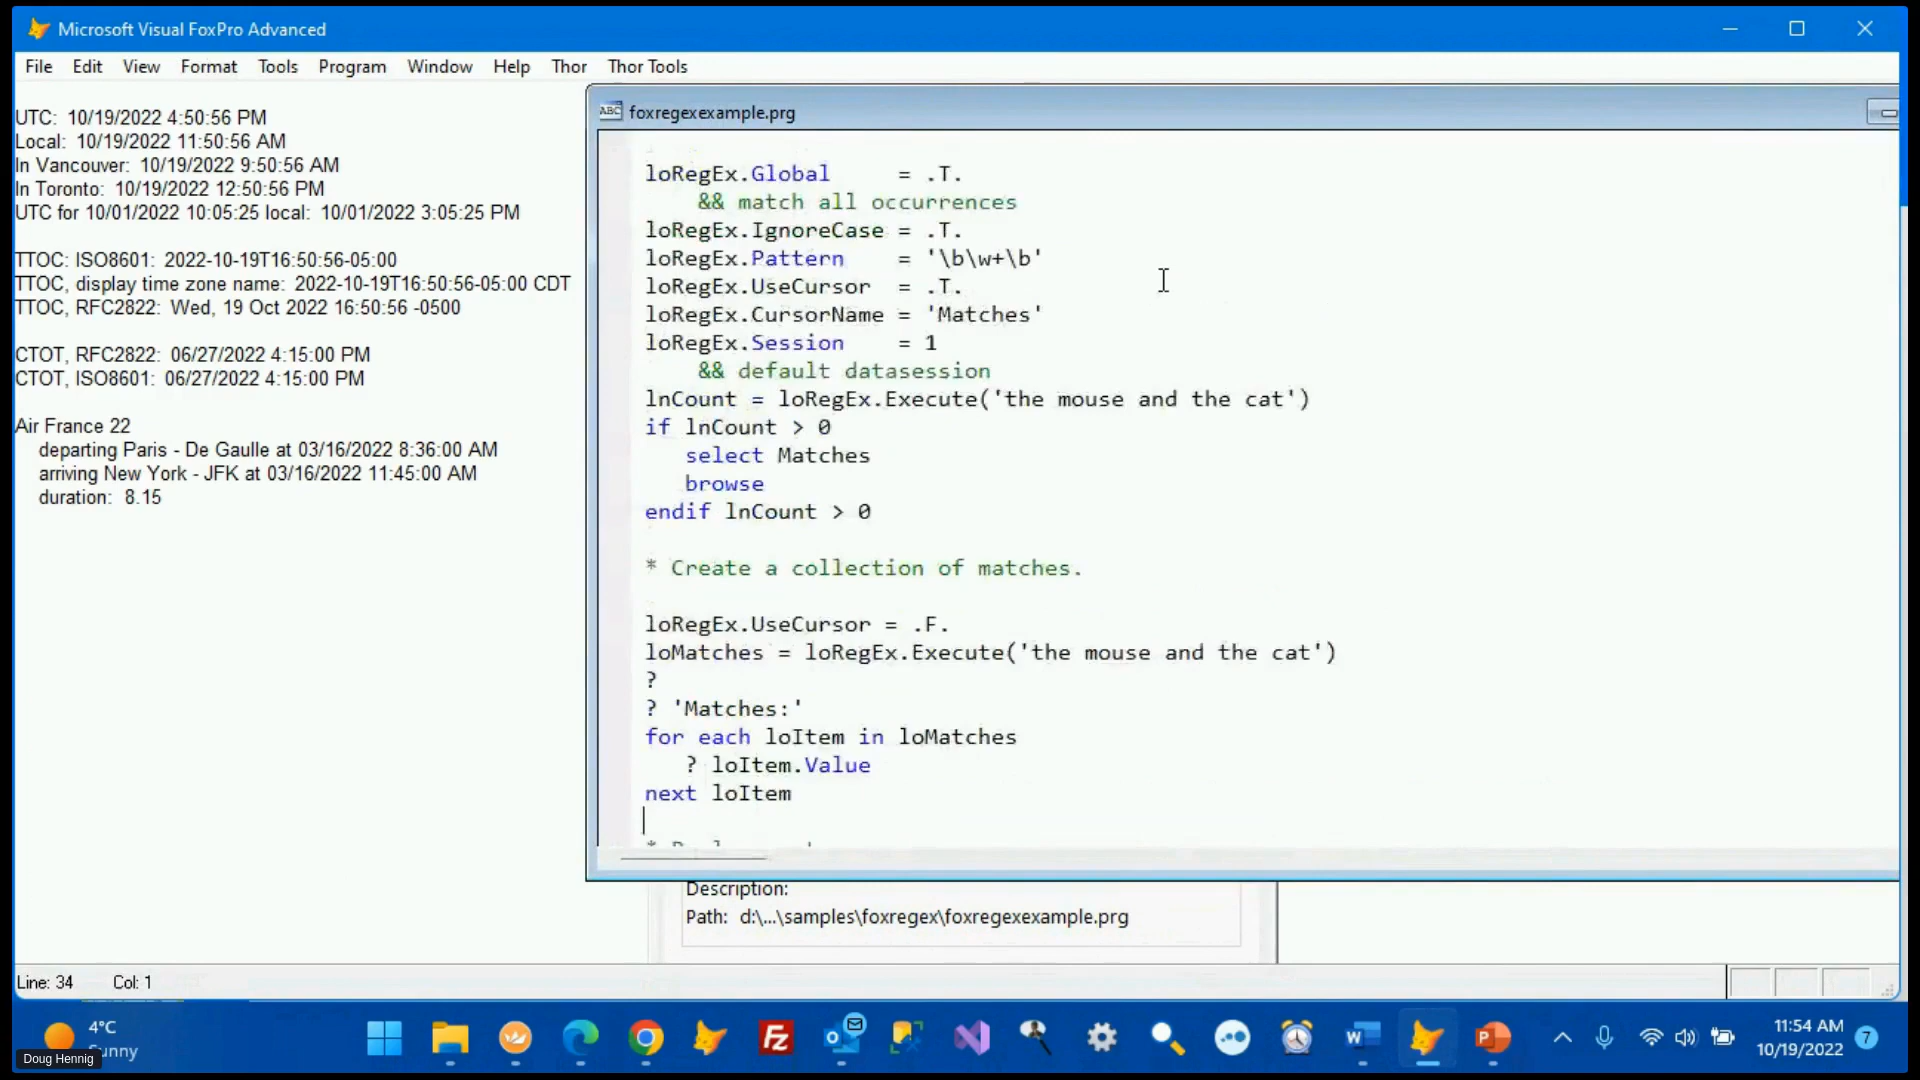 Microsoft Visual FoxPro Advanced
File Edit View Format Tools Program Window Help Thor Thor Tools
UTC: 10/19/2022 4:50:56 PM
Local: 10/19/2022 11:50:56 AM
In Vancouver: 10/19/2022 9:50:56 AM
In Toronto: 10/19/2022 12:50:56 PM
UTC for 10/01/2022 10:05:25 local: 10/01/2022 3:05:25 PM
TTOC: ISO8601: 2022-10-19T16:50:56-05:00
TTOC, display time zone name: 2022-10-19T16:50:56-05:00 CDT
TTOC, RFC2822: Wed, 19 Oct 2022 16:50:56 -0500
CTOT, RFC2822: 06/27/2022 4:15:00 PM
CTOT, ISO8601: 06/27/2022 4:15:00 PM
Air France 22
departing Paris - De Gaulle at 03/16/2022 8:36:00 AM
arriving New York - JFK at 03/16/2022 11:45:00 AM
duration: 8.15
ABC foxregexexample.prg
loRegEx.Global = .T.
&& match all occurrences
loRegEx.IgnoreCase = .T.
loRegEx.Pattern = '\b\w+\b'
loRegEx.UseCursor = .T.
loRegEx.CursorName = 'Matches'
loRegEx.Session = 1
&& default datasession
lnCount = loRegEx.Execute('the mouse and the cat')
if lnCount > 0
select Matches
browse
endif lnCount > 0
* Create a collection of matches.
loRegEx.UseCursor = .F.
loMatches = loRegEx.Execute('the mouse and the cat')
?
? 'Matches:'
for each loItem in loMatches
? loItem.Value
next loItem
Description:
Path: d:\...\samples\foxregex\foxregexexample.prg
Line: 34 Col: 1
4°C
Sunny
Doug Hennig
11:54 AM
10/19/2022
7